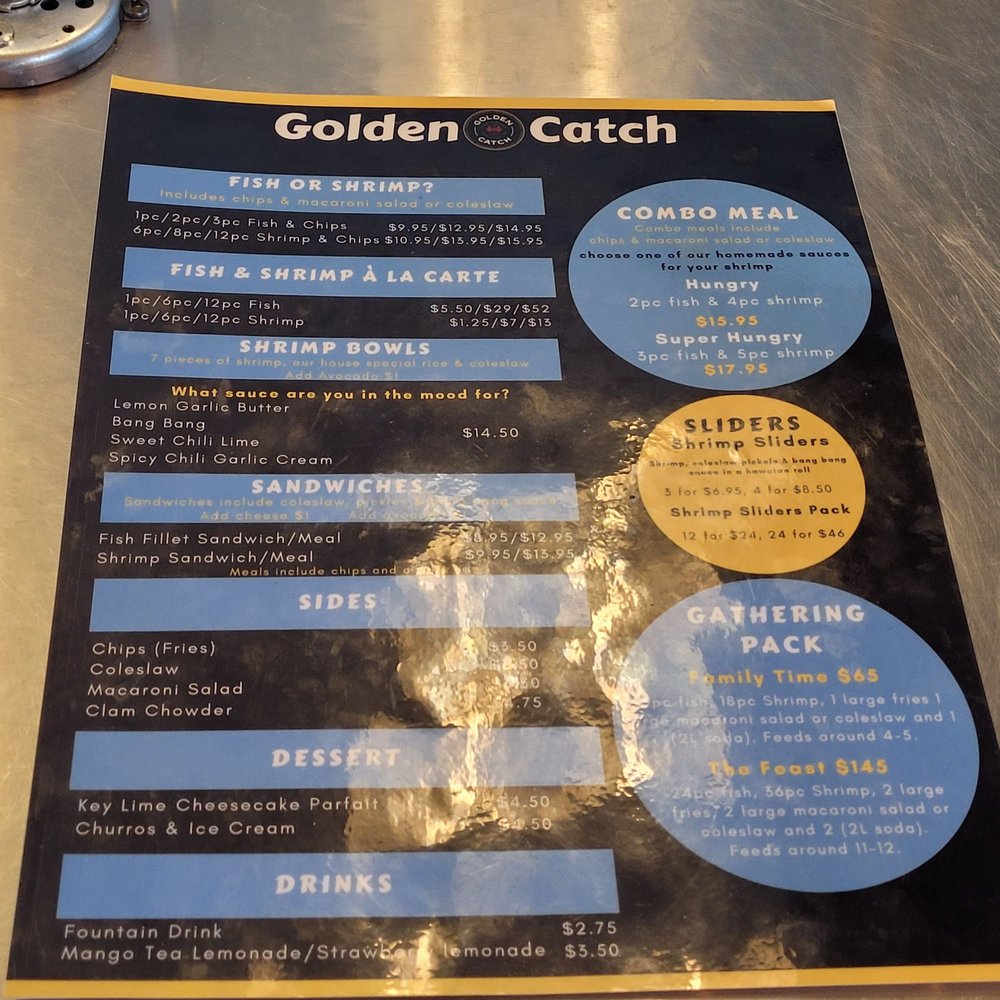 Golden GOLDEN CATCH Catch
FISH OR SHRIMP?
Includes chips & macaroni salad or coleslaw
1pc/2pc/3pc Fish & Chips $9.95/$12.95/$14.95
6pc/8pc/12pc Shrimp & Chips $10.95/$13.95/$15.95
FISH & SHRIMP À LA CARTE
1pc/6pc/12pc Fish $5.50/$29/$52
1pc/6pc/12pc Shrimp $1.25/$7/$13
SHRIMP BOWLS
7 pieces of shrimp, our house special rice & coleslaw
Add Avocado $1
What sauce are you in the mood for?
Lemon Garlic Butter
Bang Bang
Sweet Chili Lime $14.50
Spicy Chili Garlic Cream
SANDWICHES
Sandwiches include coleslaw, pickles
Add cheese $1 Add
Fish Fillet Sandwich/Meal $8.95/$12.95
Shrimp Sandwich/Meal $9.95/$13.95
Meals include chips and a
SIDES
Chips (Fries) $3.50
Coleslaw
Macaroni Salad
Clam Chowder
DESSERT
Key Lime Cheesecake Parfait $4.50
Churros & Ice Cream
DRINKS
Fountain Drink $2.75
Mango Tea Lemonade/Strawberry lemonade $3.50
COMBO MEAL
Combo meals include
chips & macaroni salad or coleslaw
choose one of our homemade sauces
for your shrimp
Hungry
2pc fish & 4pc shrimp
$15.95
Super Hungry
3pc fish & 5pc shrimp
$17.95
SLIDERS
Shrimp Sliders
Shrimp, coleslaw pickels & bang bang
sauce in a hawaian roll
3 for $6.95, 4 for $8.50
Shrimp Sliders Pack
12 for $24, 24 for $46
GATHERING
PACK
Family Time $65
pc fish, 18pc Shrimp, 1 large fries 1
large macaroni salad or coleslaw and 1
(2L soda). Feeds around 4-5.
The Feast $145
24pc fish, 36pc Shrimp, 2 large
fries, 2 large macaroni salad or
coleslaw and 2 (2L soda).
Feeds around 11-12.